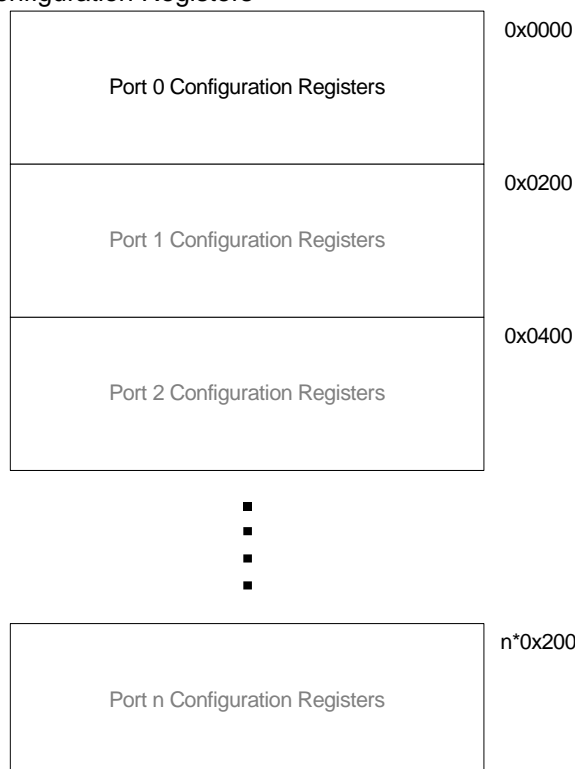 Registers
0x0000
Port 0 Configuration Registers
0x0200
Port 1 Configuration Registers
0x0400
Port 2 Configuration Registers
n*0x200
Port n Configuration Registers